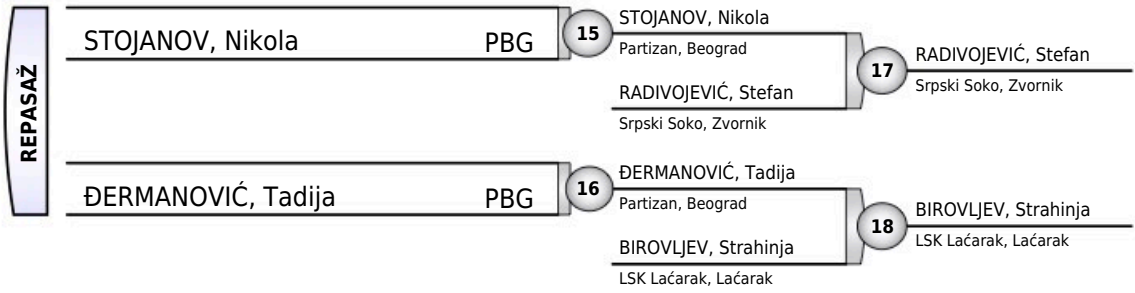 REPASAŽ
STOJANOV, Nikola PBG
15
STOJANOV, Nikola
Partizan, Beograd
RADIVOJEVIĆ, Stefan
Srpski Soko, Zvornik
17
RADIVOJEVIĆ, Stefan
Srpski Soko, Zvornik
ĐERMANOVIĆ, Tadija PBG
16
ĐERMANOVIĆ, Tadija
Partizan, Beograd
BIROVLJEV, Strahinja
LSK Laćarak, Laćarak
18
BIROVLJEV, Strahinja
LSK Laćarak, Laćarak